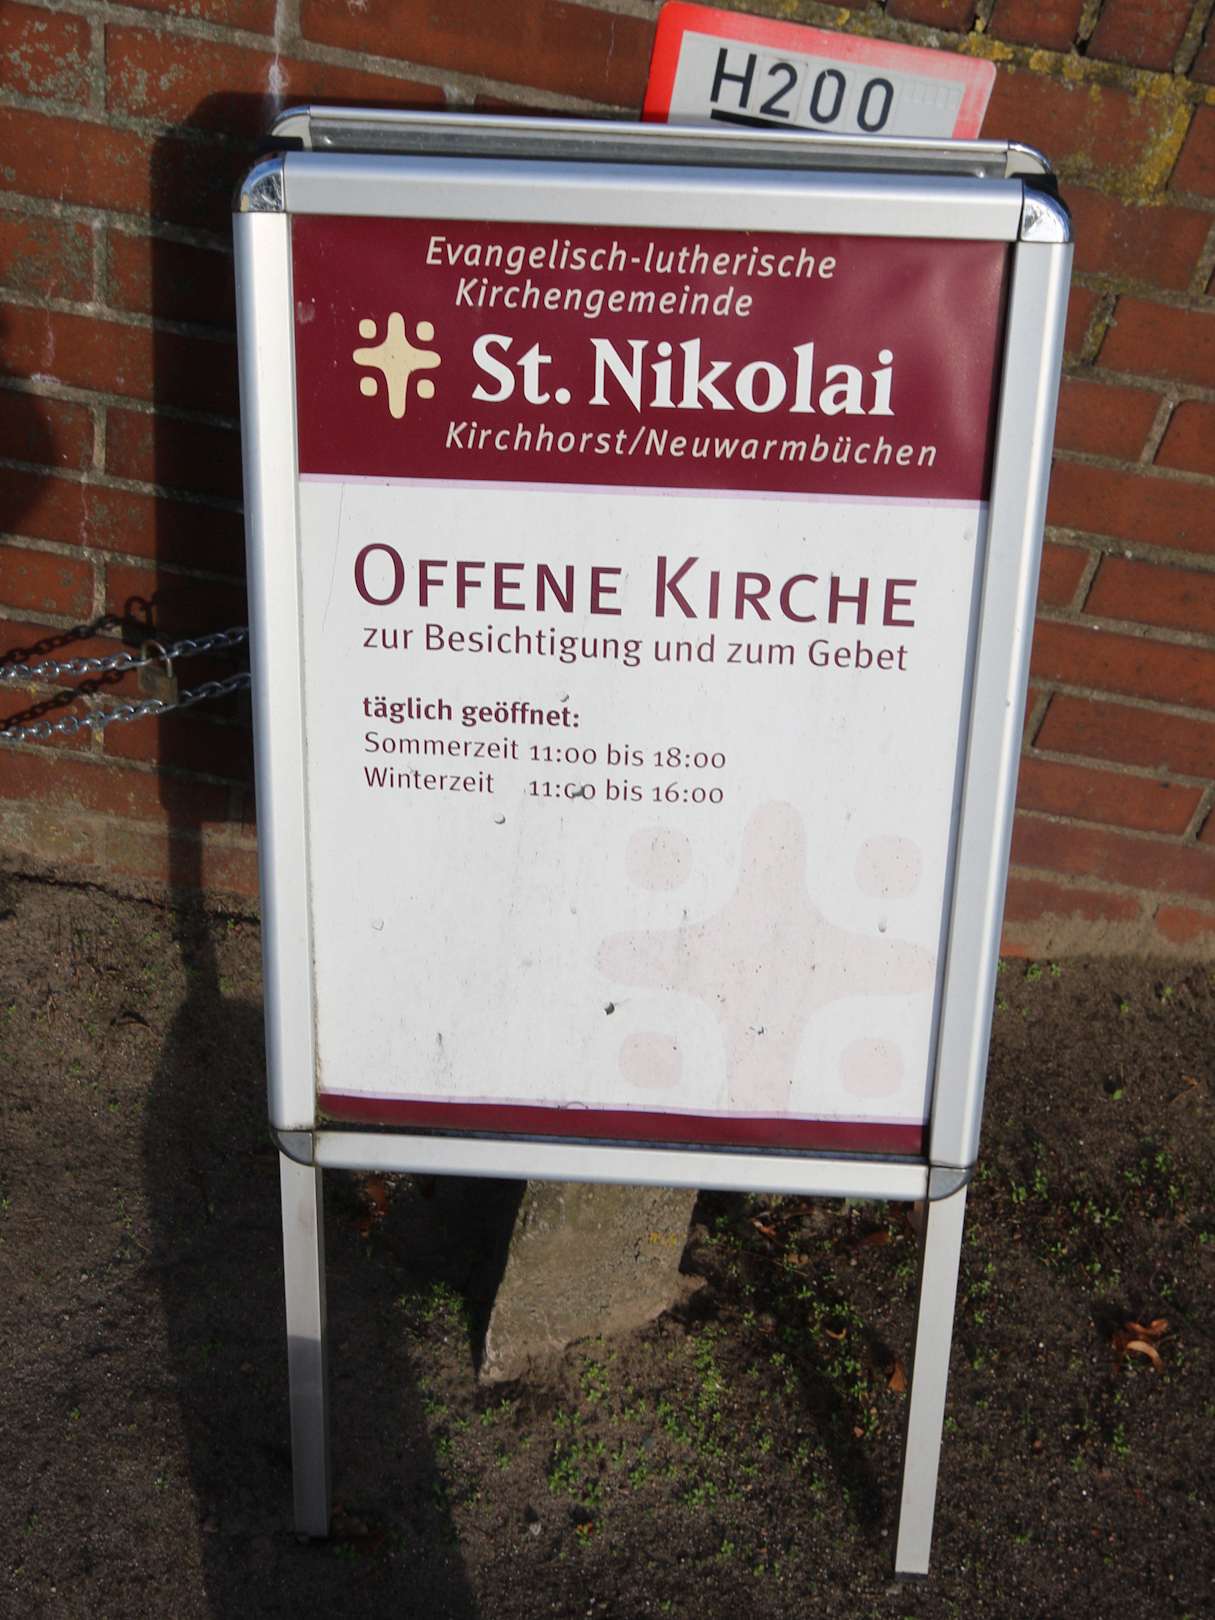 H200
Evangelisch-lutherische
Kirchengemeinde
St. Nikolai
Kirchhorst/Neuwarmbüchen
OFFENE KIRCHE
zur Besichtigung und zum Gebet
täglich geöffnet:
Sommerzeit 11:00 bis 18:00
Winterzeit 11:00 bis 16:00